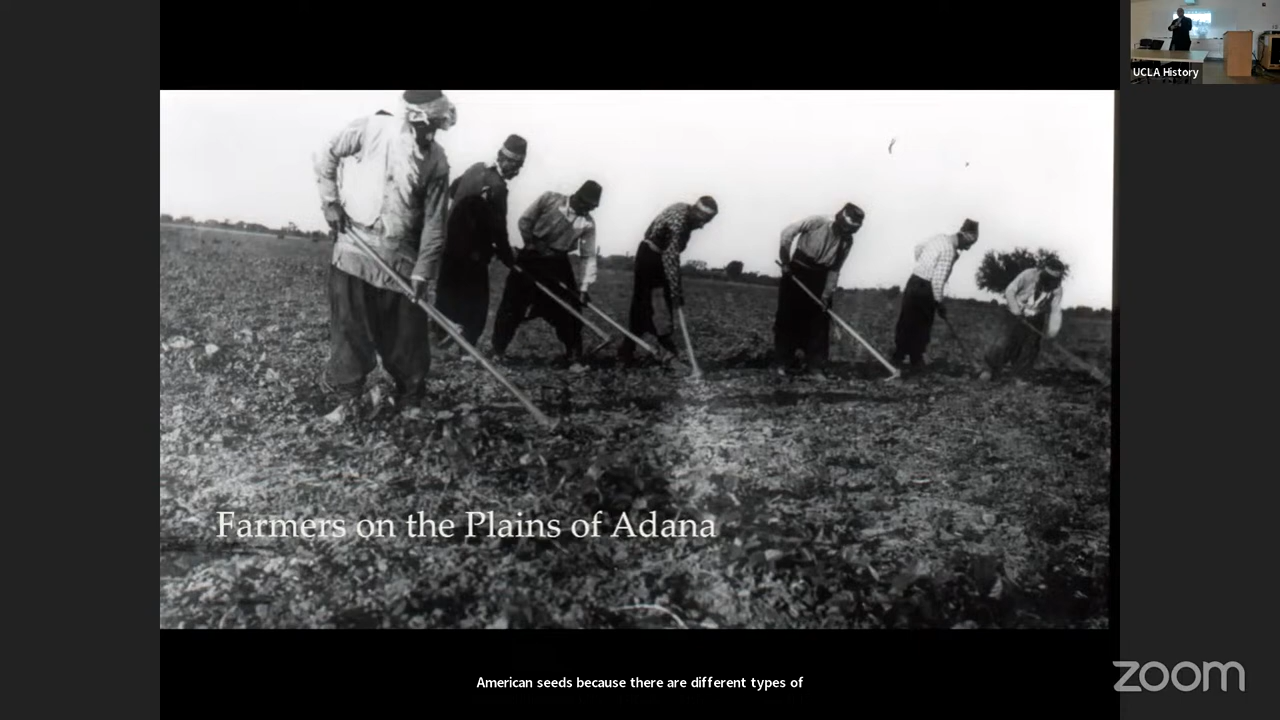 UCLA History
Farmers on the Plains of Adana
American seeds because there are different types of
zoom